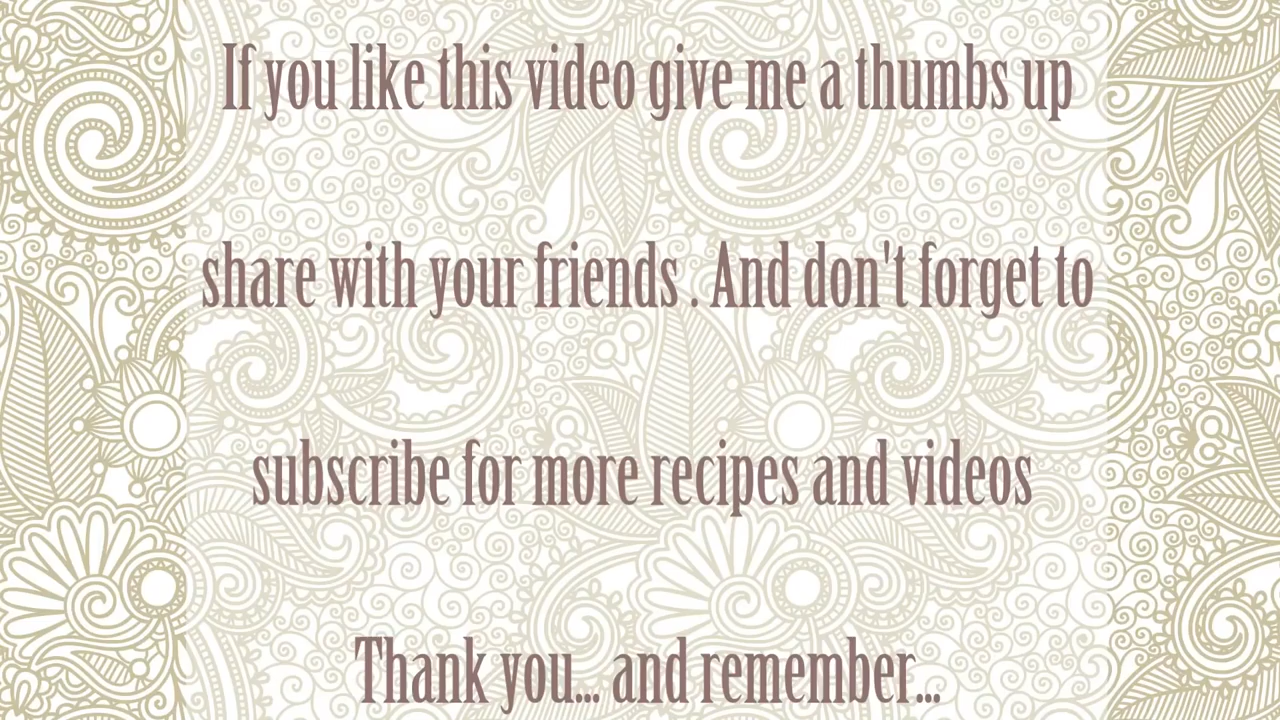 If you like this video give me a thumbs up
share with your friends . And don't forget to
subscribe for more recipes and videos
Thank you... and remember...